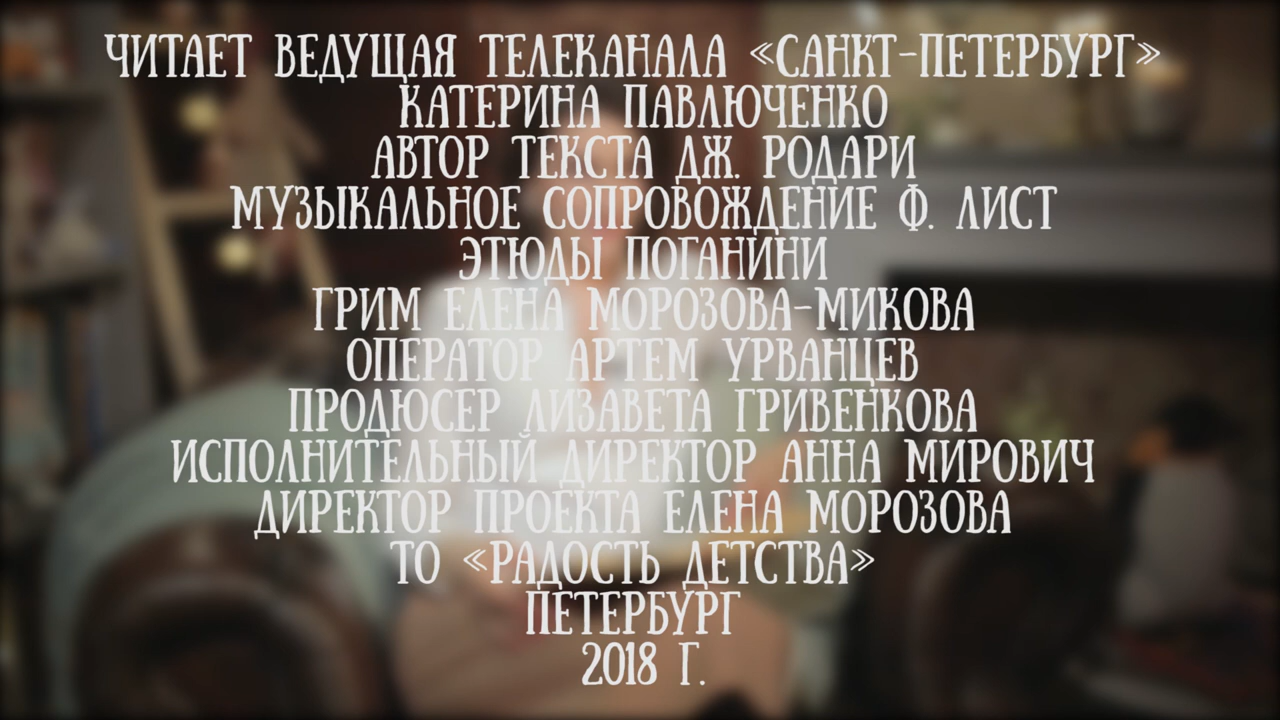 ЧИТАЕТ ВЕДУЩАЯ ТЕЛЕКАНАЛА «САНКТ-ПЕТЕРБУРГ»
КАТЕРИНА ПАВЛЮЧЕНКО
АВТОР ТЕКСТА ДЖ. РОДАРИ
МУЗЫКАЛЬНОЕ СОПРОВОЖДЕНИЕ Ф. ЛИСТ
ЭТЮДЫ ПОГАНИНИ
ГРИМ ЕЛЕНА МОРОЗОВА-МИКОВА
ОПЕРАТОР АРТЕМ УРВАНЦЕВ
ПРОДЮСЕР ЛИЗАВЕТА ГРИВЕНКОВА
ИСПОЛНИТЕЛЬНЫЙ ДИРЕКТОР АННА МИРОВИЧ
ДИРЕКТОР ПРОЕКТА ЕЛЕНА МОРОЗОВА
ТО «РАДОСТЬ ДЕТСТВА»
ПЕТЕРБУРГ
2018 Г.